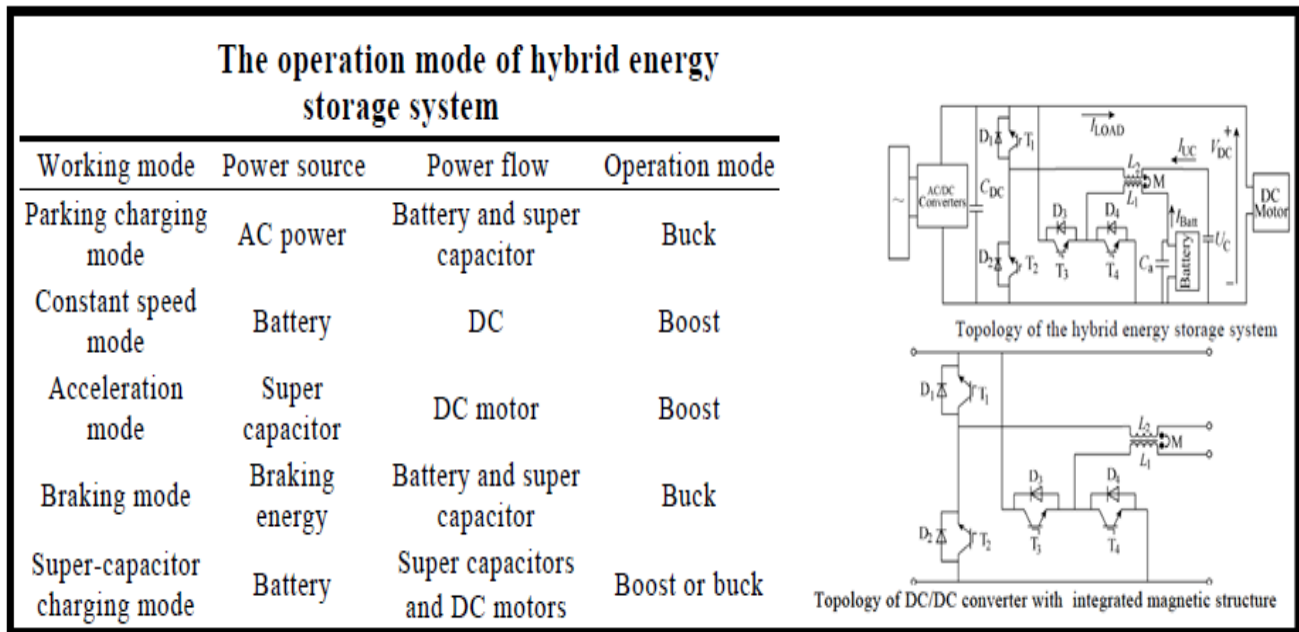 The operation mode of hybrid energy
storage system
Working mode Power source Power flow Operation mode
Parking charging
mode
AC power
Battery and super
capacitor
Buck
Constant speed
mode
Battery
DC
Boost
Acceleration
mode
Super
capacitor
DC motor
Boost
Braking mode
Braking
energy
Battery and super
capacitor
Buck
Super-capacitor
charging mode
Battery
Super capacitors
and DC motors
Boost or buck
I_LOAD
D1 T1
I_UC
V_DC
+
L2
M
L1
~
AC/DC
Converters
C_DC
DC
Motor
D3 D4
I_Batt
D2 T2
T3 T4
Ca
Battery
UC
−
Topology of the hybrid energy storage system
D1 T1
L2
M
L1
D3 D4
D2 T2
T3 T4
Topology of DC/DC converter with integrated magnetic structure